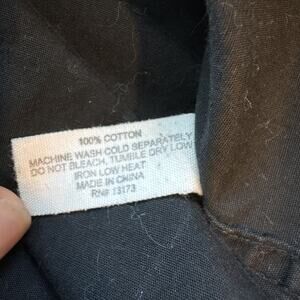 100% COTTON
MACHINE WASH COLD SEPARATELY
DO NOT BLEACH, TUMBLE DRY LOW
IRON LOW HEAT
MADE IN CHINA
RN# 13173